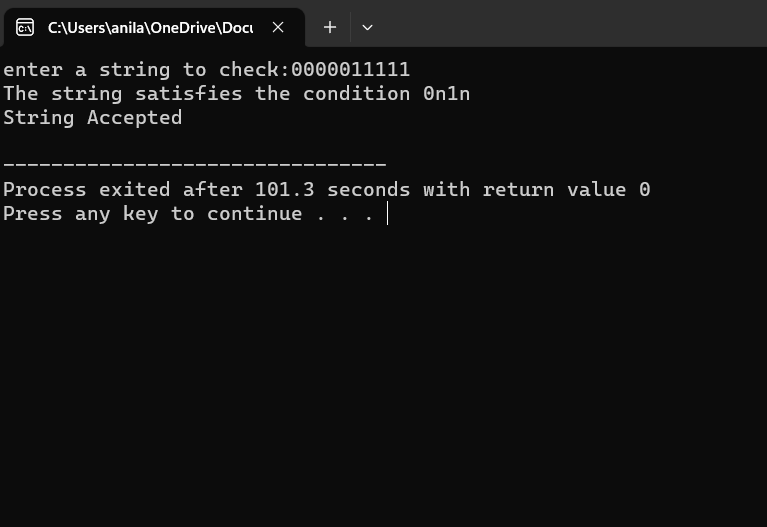 C:\Users\anila\OneDrive\Docu
enter a string to check:0000011111
The string satisfies the condition 0n1n
String Accepted
--------------------------------
Process exited after 101.3 seconds with return value 0
Press any key to continue . . .